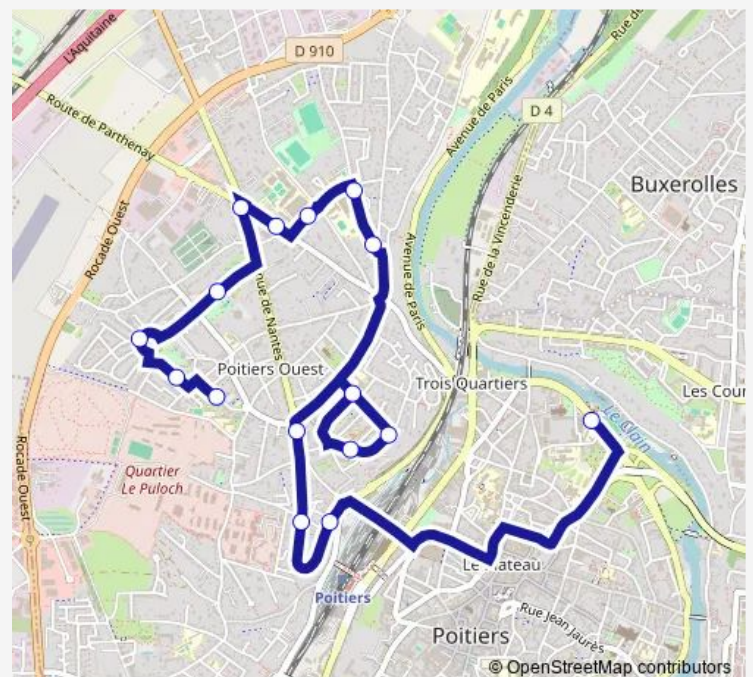 D 910
Rue de
L'Aquitaine
Avenue de Paris
D 4
Route de Parthenay
Buxerolles
Rue de la Vincenderie
Rocade Ouest
Avenue de Paris
nue de Nantes
Poitiers Ouest
Trois Quartiers
Les Cour
Le Clain
Rocade Ouest
Quartier
Le Puloch
Le Plateau
Poitiers
Rue Jean Jaurès
Poitiers
© OpenStreetMap contributors